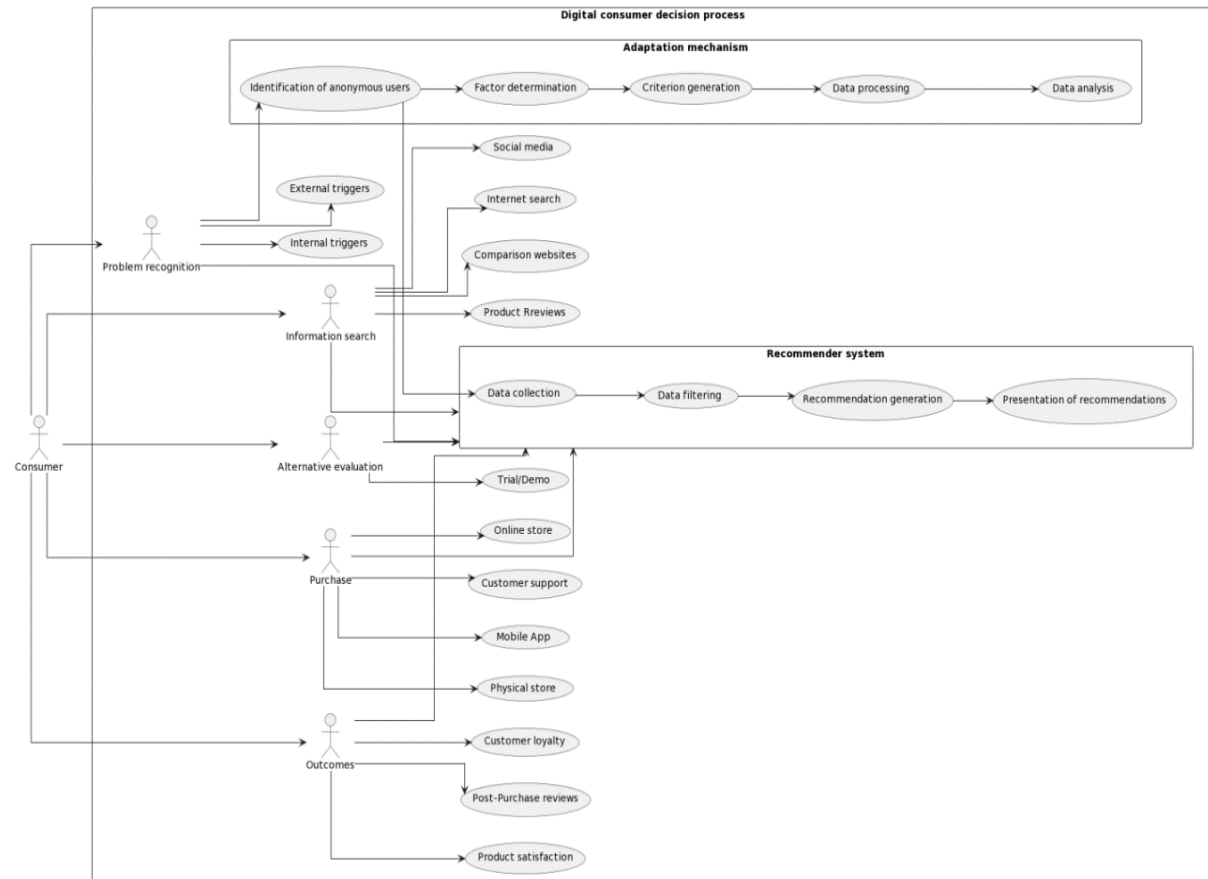 Digital consumer decision process
Adaptation mechanism
Identification of anonymous users
Factor determination
Criterion generation
Data processing
Data analysis
Social media
External triggers
Internet search
Internal triggers
Comparison websites
Problem recognition
Product Rreviews
Information search
Recommender system
Data collection
Data filtering
Recommendation generation
Presentation of recommendations
Consumer
Alternative evaluation
Trial/Demo
Online store
Purchase
Customer support
Mobile App
Physical store
Customer loyalty
Outcomes
Post-Purchase reviews
Product satisfaction